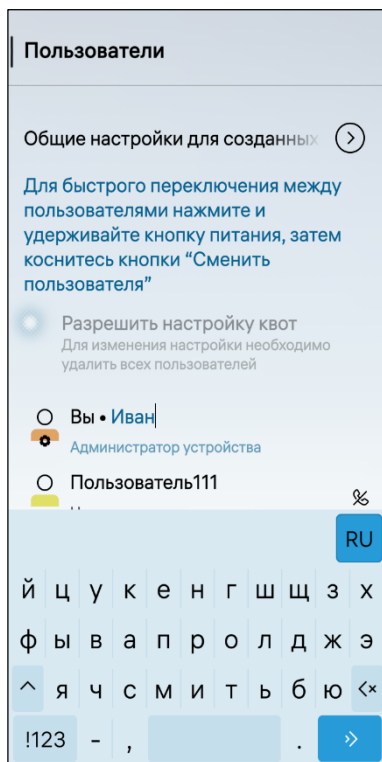 Пользователи
Общие настройки для созданных
Для быстрого переключения между
пользователями нажмите и
удерживайте кнопку питания, затем
коснитесь кнопки “Сменить
пользователя”
Разрешить настройку квот
Для изменения настройки необходимо
удалить всех пользователей
Вы • Иван
Администратор устройства
Пользователь111
RU
й ц у к е н г ш щ з х
ф ы в а п р о л д ж э
я ч с м и т ь б ю
!123 - , .